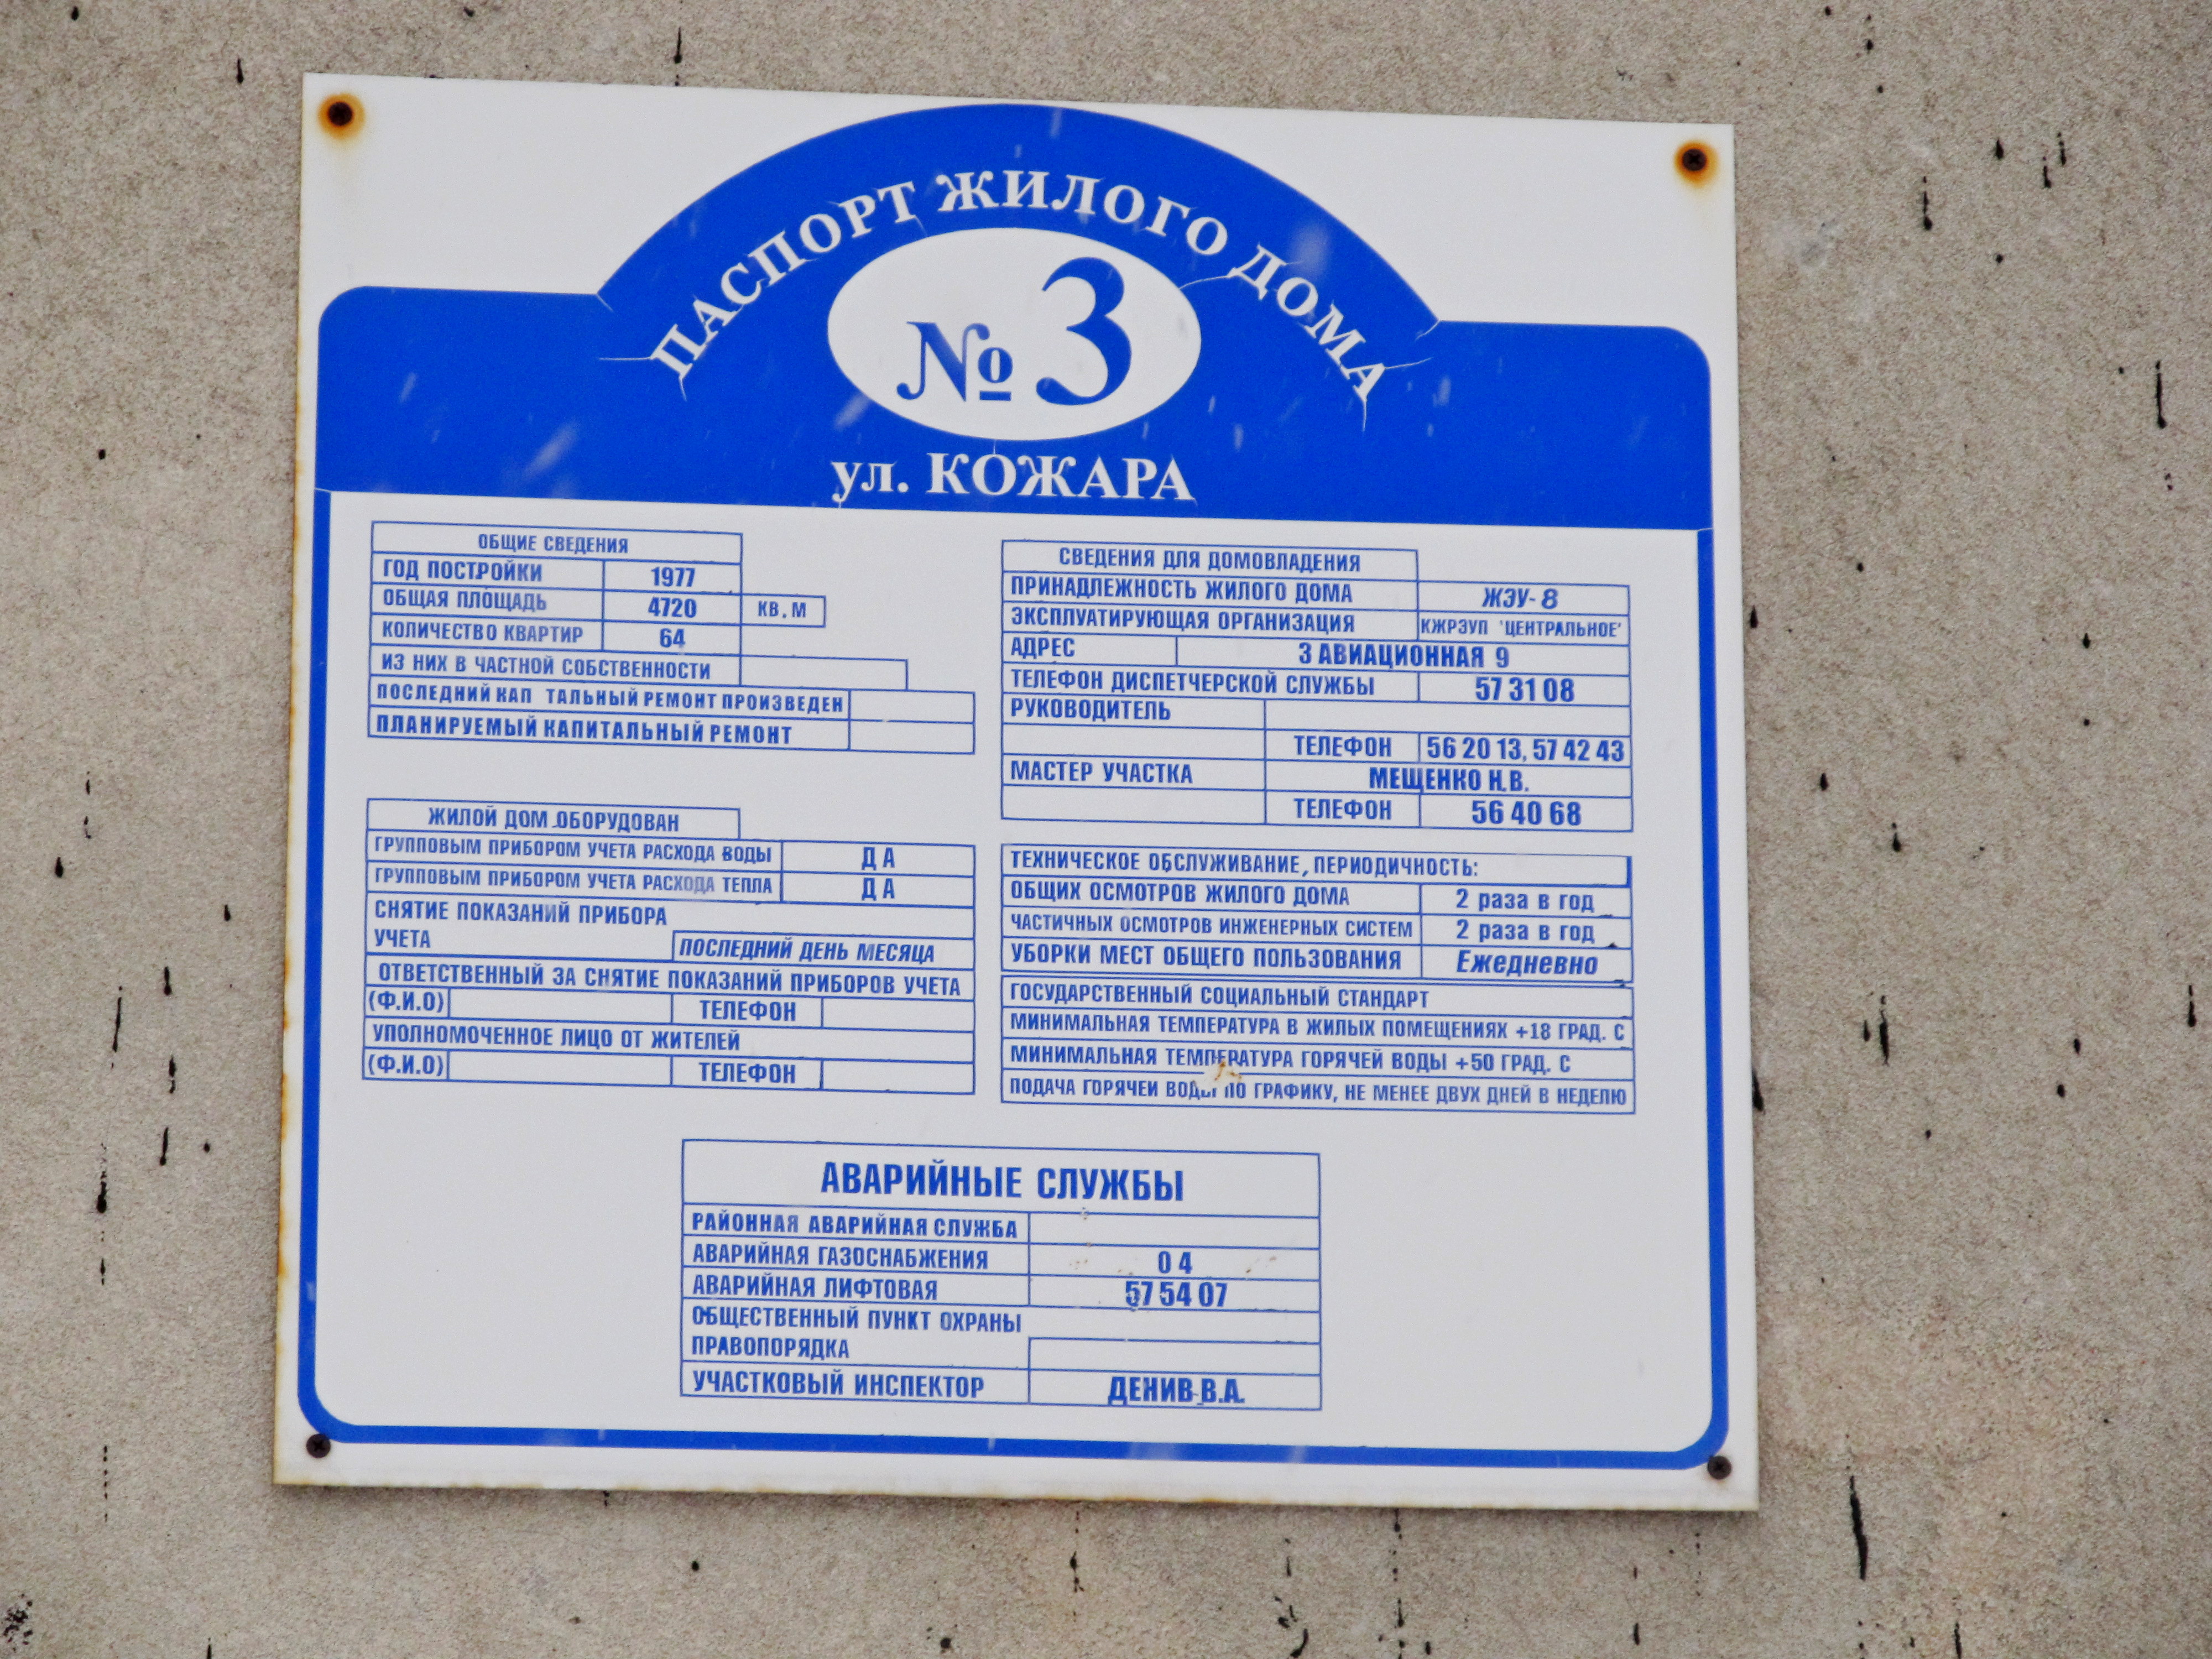 ПАСПОРТ ЖИЛОГО ДОМА
№ 3
ул. КОЖАРА
ОБЩИЕ СВЕДЕНИЯ
ГОД ПОСТРОЙКИ 1977
ОБЩАЯ ПЛОЩАДЬ 4720 КВ. М
КОЛИЧЕСТВО КВАРТИР 64
ИЗ НИХ В ЧАСТНОЙ СОБСТВЕННОСТИ
ПОСЛЕДНИЙ КАП ТАЛЬНЫЙ РЕМОНТ ПРОИЗВЕДЕН
ПЛАНИРУЕМЫЙ КАПИТАЛЬНЫЙ РЕМОНТ
ЖИЛОЙ ДОМ ОБОРУДОВАН
ГРУППОВЫМ ПРИБОРОМ УЧЕТА РАСХОДА ВОДЫ ДА
ГРУППОВЫМ ПРИБОРОМ УЧЕТА РАСХОДА ТЕПЛА ДА
СНЯТИЕ ПОКАЗАНИЙ ПРИБОРА
УЧЕТА ПОСЛЕДНИЙ ДЕНЬ МЕСЯЦА
ОТВЕТСТВЕННЫЙ ЗА СНЯТИЕ ПОКАЗАНИЙ ПРИБОРОВ УЧЕТА
(Ф.И.О) ТЕЛЕФОН
УПОЛНОМОЧЕННОЕ ЛИЦО ОТ ЖИТЕЛЕЙ
(Ф.И.О) ТЕЛЕФОН
СВЕДЕНИЯ ДЛЯ ДОМОВЛАДЕНИЯ
ПРИНАДЛЕЖНОСТЬ ЖИЛОГО ДОМА ЖЭУ-8
ЭКСПЛУАТИРУЮЩАЯ ОРГАНИЗАЦИЯ КЖРЭУП 'ЦЕНТРАЛЬНОЕ'
АДРЕС 3 АВИАЦИОННАЯ 9
ТЕЛЕФОН ДИСПЕТЧЕРСКОЙ СЛУЖБЫ 57 31 08
РУКОВОДИТЕЛЬ
ТЕЛЕФОН 56 20 13, 57 42 43
МАСТЕР УЧАСТКА МЕЩЕНКО Н.В.
ТЕЛЕФОН 56 40 68
ТЕХНИЧЕСКОЕ ОБСЛУЖИВАНИЕ, ПЕРИОДИЧНОСТЬ:
ОБЩИХ ОСМОТРОВ ЖИЛОГО ДОМА 2 раза в год
ЧАСТИЧНЫХ ОСМОТРОВ ИНЖЕНЕРНЫХ СИСТЕМ 2 раза в год
УБОРКИ МЕСТ ОБЩЕГО ПОЛЬЗОВАНИЯ Ежедневно
ГОСУДАРСТВЕННЫЙ СОЦИАЛЬНЫЙ СТАНДАРТ
МИНИМАЛЬНАЯ ТЕМПЕРАТУРА В ЖИЛЫХ ПОМЕЩЕНИЯХ +18 ГРАД. С
МИНИМАЛЬНАЯ ТЕМПЕРАТУРА ГОРЯЧЕЙ ВОДЫ +50 ГРАД. С
ПОДАЧА ГОРЯЧЕЙ ВОДЫ ПО ГРАФИКУ, НЕ МЕНЕЕ ДВУХ ДНЕЙ В НЕДЕЛЮ
АВАРИЙНЫЕ СЛУЖБЫ
РАЙОННАЯ АВАРИЙНАЯ СЛУЖБА
АВАРИЙНАЯ ГАЗОСНАБЖЕНИЯ 04
АВАРИЙНАЯ ЛИФТОВАЯ 57 54 07
ОБЩЕСТВЕННЫЙ ПУНКТ ОХРАНЫ
ПРАВОПОРЯДКА
УЧАСТКОВЫЙ ИНСПЕКТОР ДЕНИВ В.А.